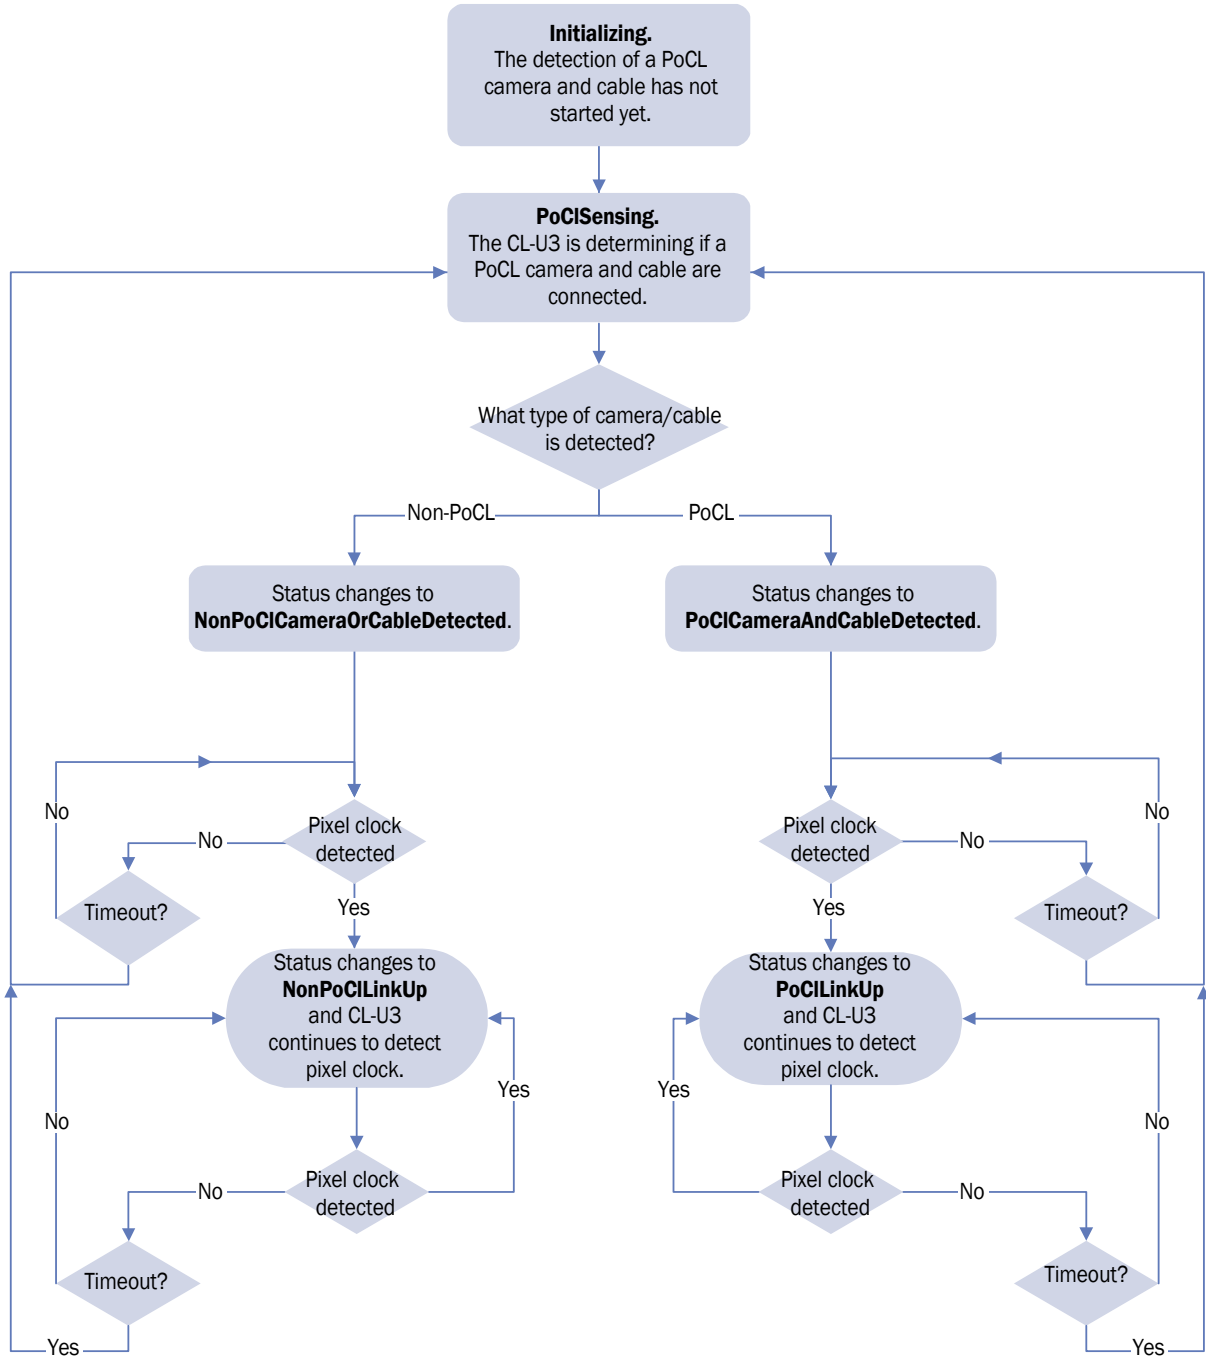 Initializing.
The detection of a PoCL
camera and cable has not
started yet.
PoClSensing.
The CL-U3 is determining if a
PoCL camera and cable are
connected.
What type of camera/cable
is detected?
Non-PoCL
PoCL
Status changes to
NonPoClCameraOrCableDetected.
Status changes to
PoClCameraAndCableDetected.
No
No
Pixel clock
detected
Timeout?
Yes
Pixel clock
detected
No
No
Timeout?
Yes
Status changes to
NonPoClLinkUp
and CL-U3
continues to detect
pixel clock.
Status changes to
PoClLinkUp
and CL-U3
continues to detect
pixel clock.
No
Yes
Yes
No
No
Pixel clock
detected
Pixel clock
detected
No
Timeout?
Timeout?
Yes
Yes